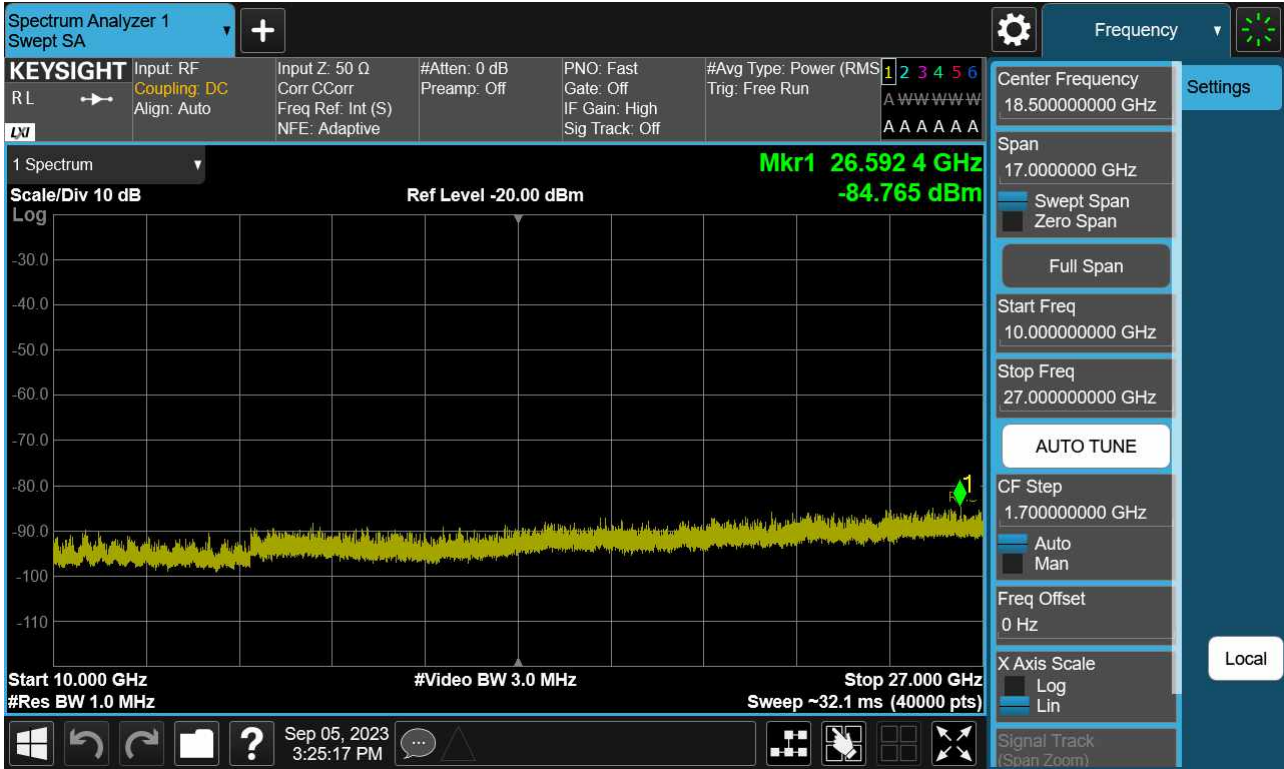 Spectrum Analyzer 1
Swept SA
Frequency
KEYSIGHT
RL
LXI
Input: RF
Coupling: DC
Align: Auto
Input Z: 50 Ω
Corr CCorr
Freq Ref: Int (S)
NFE: Adaptive
#Atten: 0 dB
Preamp: Off
PNO: Fast
Gate: Off
IF Gain: High
Sig Track: Off
#Avg Type: Power (RMS
Trig: Free Run
1 2 3 4 5 6
A W W W W W
A A A A A A
1 Spectrum
Scale/Div 10 dB
Log
Ref Level -20.00 dBm
Mkr1 26.592 4 GHz
-84.765 dBm
-30.0
-40.0
-50.0
-60.0
-70.0
-80.0
-90.0
-100
-110
1
Start 10.000 GHz
#Res BW 1.0 MHz
#Video BW 3.0 MHz
Stop 27.000 GHz
Sweep ~32.1 ms (40000 pts)
Sep 05, 2023
3:25:17 PM
Center Frequency
18.500000000 GHz
Span
17.0000000 GHz
Swept Span
Zero Span
Full Span
Start Freq
10.000000000 GHz
Stop Freq
27.000000000 GHz
AUTO TUNE
CF Step
1.700000000 GHz
Auto
Man
Freq Offset
0 Hz
X Axis Scale
Log
Lin
Signal Track
(Span Zoom)
Settings
Local